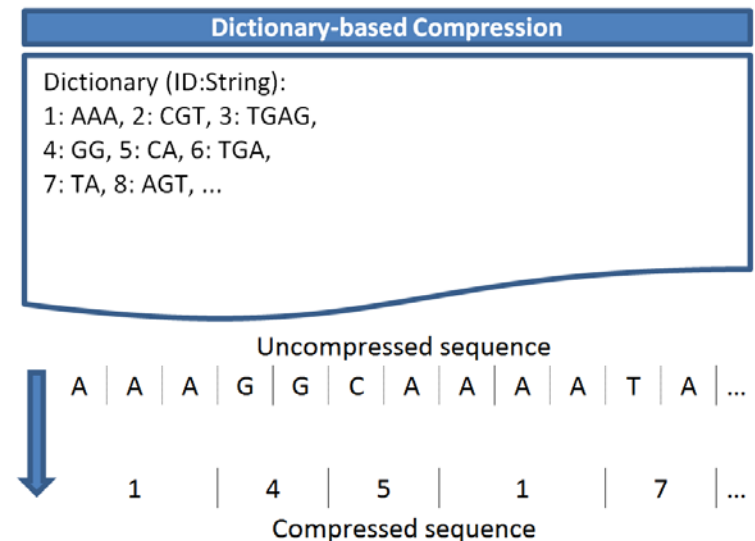 Dictionary-based Compression
Dictionary (ID:String):
1: AAA, 2: CGT, 3: TGAG,
4: GG, 5: CA, 6: TGA,
7: TA, 8: AGT, ...
Uncompressed sequence
A A A G G C A A A A T A ...
1 4 5 1 7 ...
Compressed sequence